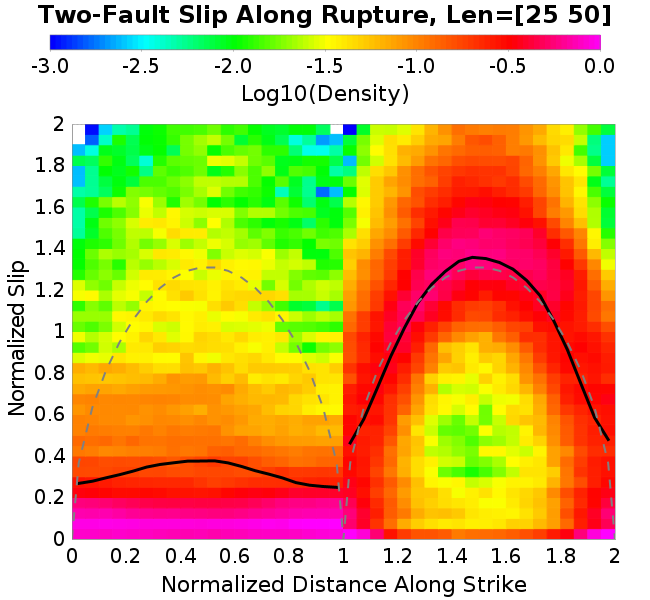 Two-Fault Slip Along Rupture, Len=[25 50]
-3.0 -2.5 -2.0 -1.5 -1.0 -0.5 0.0
Log10(Density)
2
1.8
1.6
1.4
1.2
1
0.8
0.6
0.4
0.2
0
Normalized Slip
0 0.2 0.4 0.6 0.8 1 1.2 1.4 1.6 1.8 2
Normalized Distance Along Strike